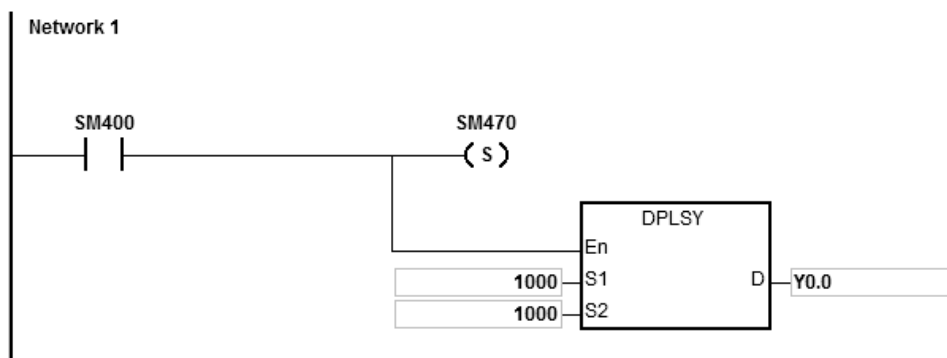 Network 1
SM400 SM470
( S )
DPLSY
En
1000 S1 D Y0.0
1000 S2